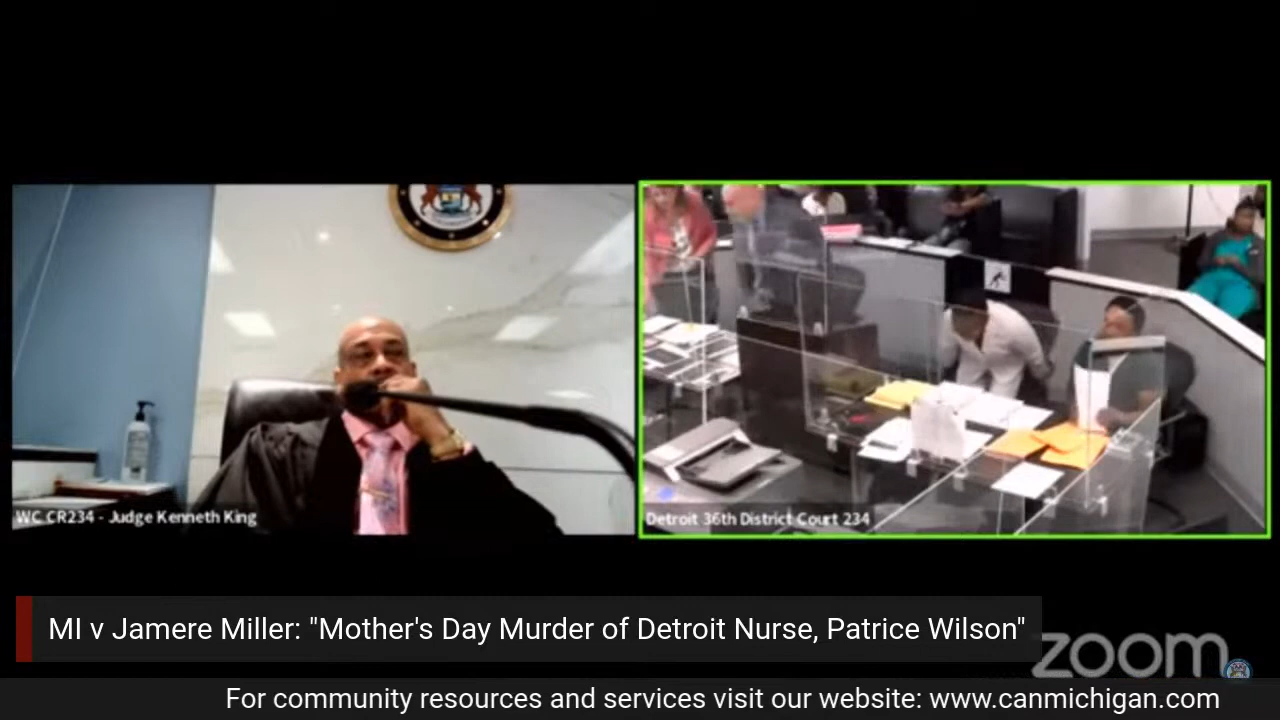 WC CR234 - Judge Kenneth King
Detroit 36th District Court 234
MI v Jamere Miller: "Mother's Day Murder of Detroit Nurse, Patrice Wilson"
zoom
For community resources and services visit our website: www.canmichigan.com